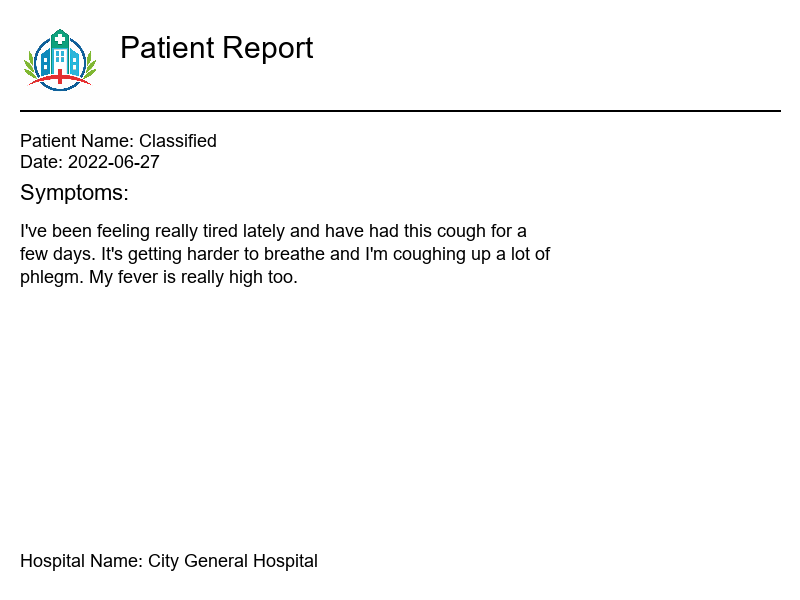 Patient Report
Patient Name: Classified
Date: 2022-06-27
Symptoms:
I've been feeling really tired lately and have had this cough for a
few days. It's getting harder to breathe and I'm coughing up a lot of
phlegm. My fever is really high too.
Hospital Name: City General Hospital